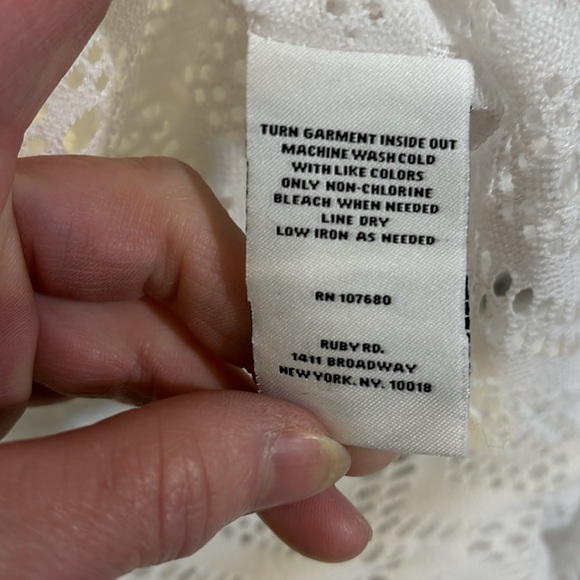 TURN GARMENT INSIDE OUT
MACHINE WASH COLD
WITH LIKE COLORS
ONLY NON-CHLORINE
BLEACH WHEN NEEDED
LINE DRY
LOW IRON AS NEEDED
RN 107680
RUBY RD.
1411 BROADWAY
NEW YORK. NY. 10018